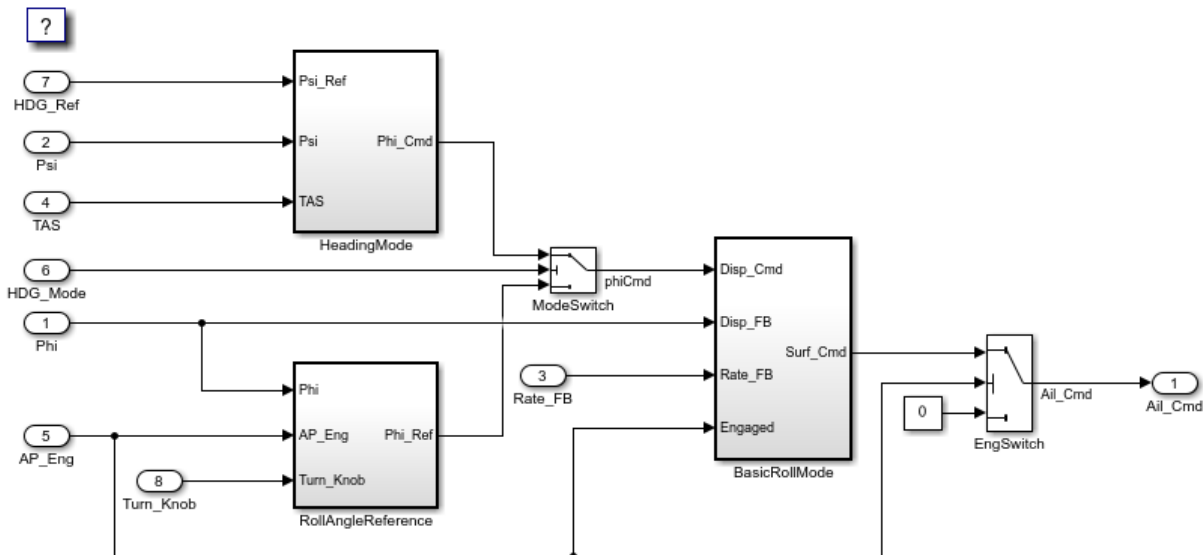 ?
7
HDG_Ref
2
Psi
4
TAS
Psi_Ref
Psi
TAS
Phi_Cmd
HeadingMode
6
HDG_Mode
1
Phi
ModeSwitch
phiCmd
Phi
AP_Eng
Turn_Knob
Phi_Ref
RollAngleReference
5
AP_Eng
8
Turn_Knob
3
Rate_FB
Disp_Cmd
Disp_FB
Rate_FB
Engaged
Surf_Cmd
BasicRollMode
0
EngSwitch
Ail_Cmd
1
Ail_Cmd